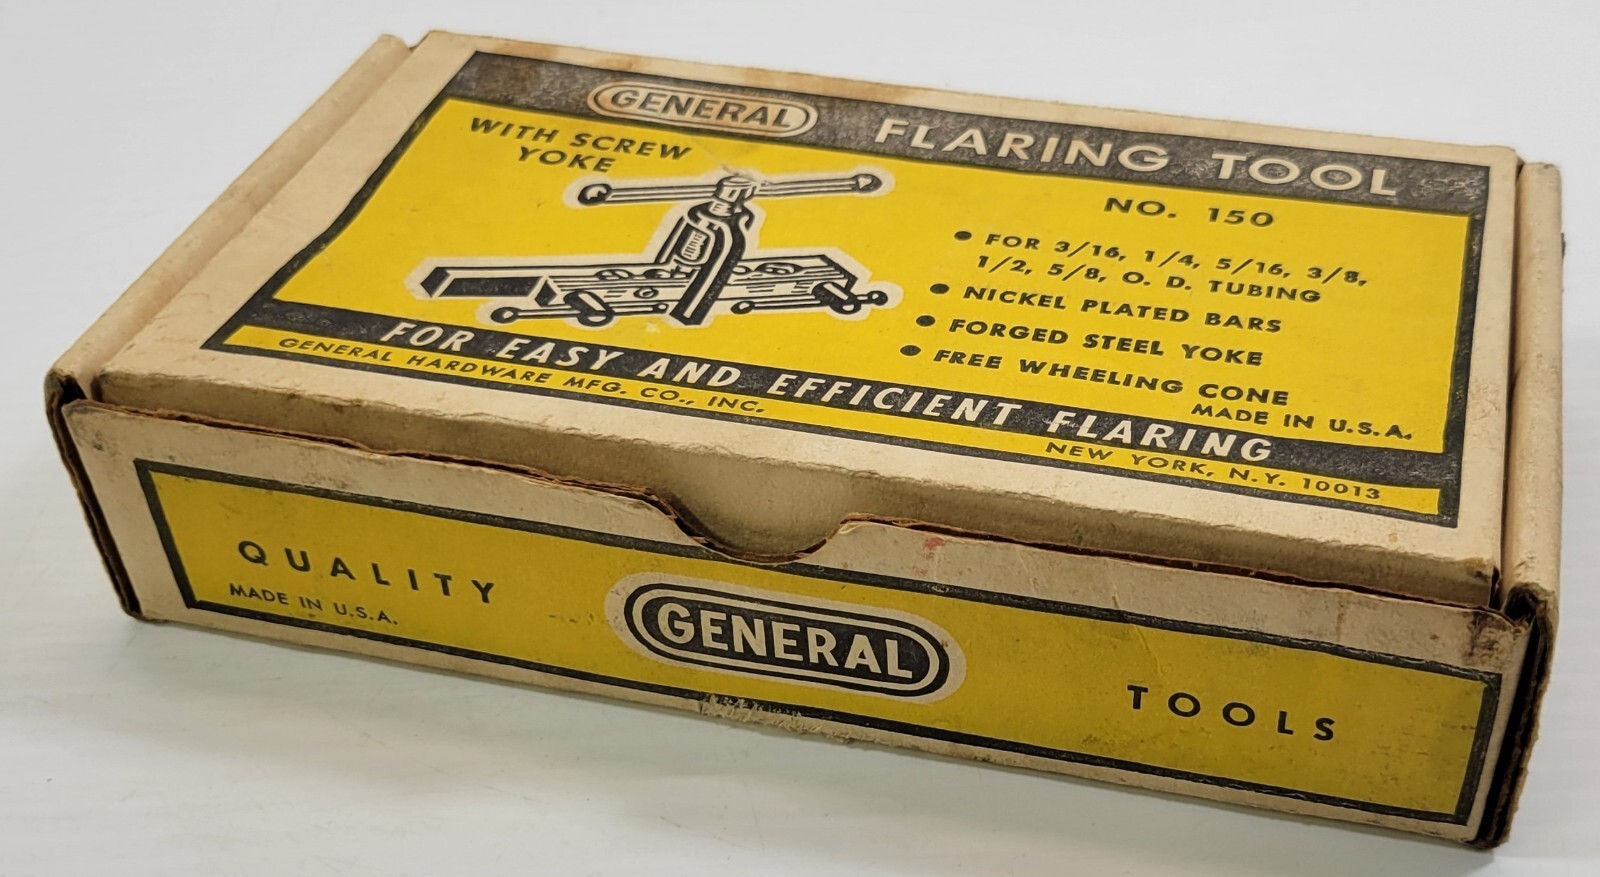 GENERAL FLARING TOOL
WITH SCREW
YOKE
NO. 150
• FOR 3/16, 1/4, 5/16, 3/8,
1/2, 5/8, O. D. TUBING
• NICKEL PLATED BARS
• FORGED STEEL YOKE
• FREE WHEELING CONE
MADE IN U.S.A.
FOR EASY AND EFFICIENT FLARING
GENERAL HARDWARE MFG. CO., INC.
NEW YORK, N.Y. 10013
QUALITY
MADE IN U.S.A.
GENERAL
TOOLS